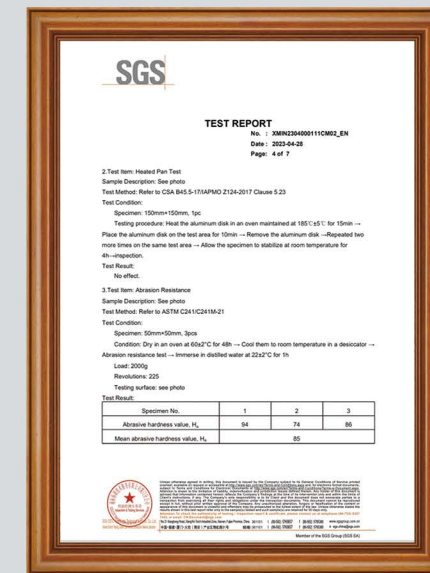 SGS
TEST REPORT
No. : XMIN2304000111CM02_EN
Date : 2023-04-28
Page: 4 of 7
2.Test Item: Heated Pan Test
Sample Description: See photo
Test Method: Refer to CSA B45.5-17/IAPMO Z124-2017 Clause 5.23
Test Condition:
Specimen: 150mm×150mm, 1pc
Testing procedure: Heat the aluminum disk in an oven maintained at 185℃±5℃ for 15min →
Place the aluminum disk on the test area for 10min → Remove the aluminum disk →Repeated two
more times on the same test area → Allow the specimen to stabilize at room temperature for
4h→inspection.
Test Result:
No effect.
3.Test Item: Abrasion Resistance
Sample Description: See photo
Test Method: Refer to ASTM C241/C241M-21
Test Condition:
Specimen: 50mm×50mm, 3pcs
Condition: Dry in an oven at 60±2°C for 48h → Cool them to room temperature in a desiccator →
Abrasion resistance test → Immerse in distilled water at 22±2°C for 1h
Load: 2000g
Revolutions: 225
Testing surface: see photo
Test Result:
Specimen No. 1 2 3
Abrasive hardness value, Ha 94 74 86
Mean abrasive hardness value, Ha 85
Member of the SGS Group (SGS SA)